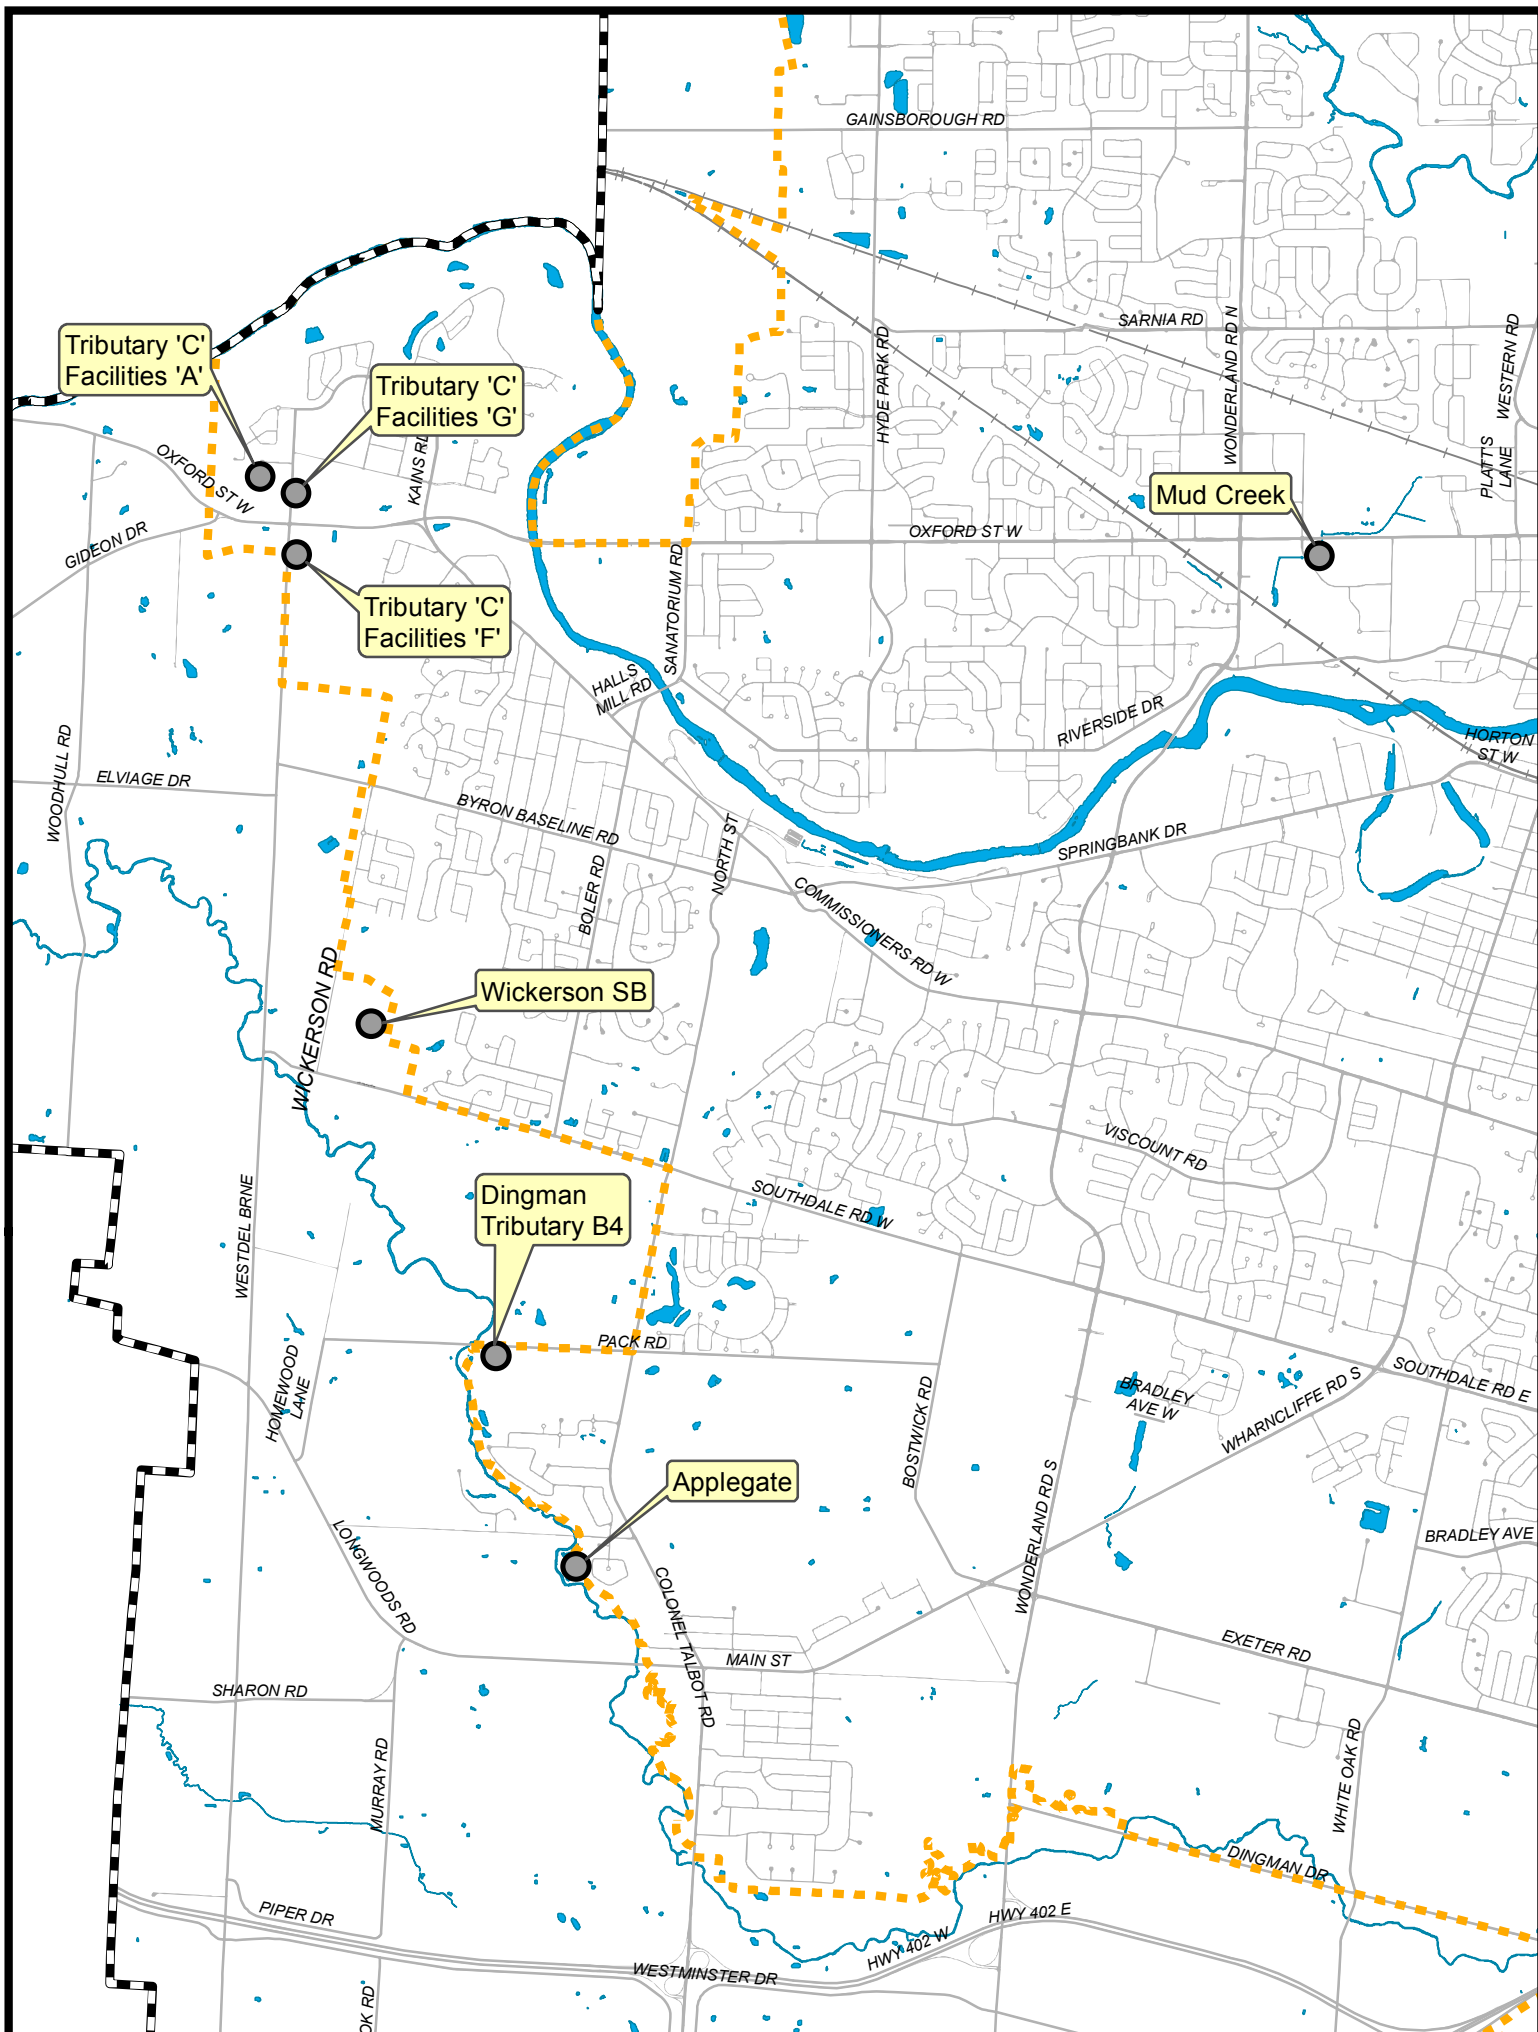 GAINSBOROUGH RD
SARNIA RD
WONDERLAND RD N
WESTERN RD
HYDE PARK RD
Tributary 'C'
Facilities 'A'
Tributary 'C'
Facilities 'G'
KAINS RD
OXFORD ST W
PLATTS
LANE
Mud Creek
GIDEON DR
OXFORD ST W
SANATORIUM RD
Tributary 'C'
Facilities 'F'
HALLS
MILL RD
RIVERSIDE DR
HORTON
ST W
WOODHULL RD
ELVIAGE DR
BYRON BASELINE RD
NORTH ST
SPRINGBANK DR
BOLER RD
COMMISSIONERS RD W
WICKERSON RD
Wickerson SB
VISCOUNT RD
SOUTHDALE RD W
Dingman
Tributary B4
WESTDEL BRNE
PACK RD
HOMEWOOD
LANE
BOSTWICK RD
BRADLEY
AVE W
SOUTHDALE RD E
WHARNCLIFFE RD S
Applegate
WONDERLAND RD S
BRADLEY AVE
LONGWOODS RD
COLONEL TALBOT RD
EXETER RD
MAIN ST
SHARON RD
MURRAY RD
WHITE OAK RD
DINGMAN DR
PIPER DR
HWY 402 E
HWY 402 W
WESTMINSTER DR
OK RD